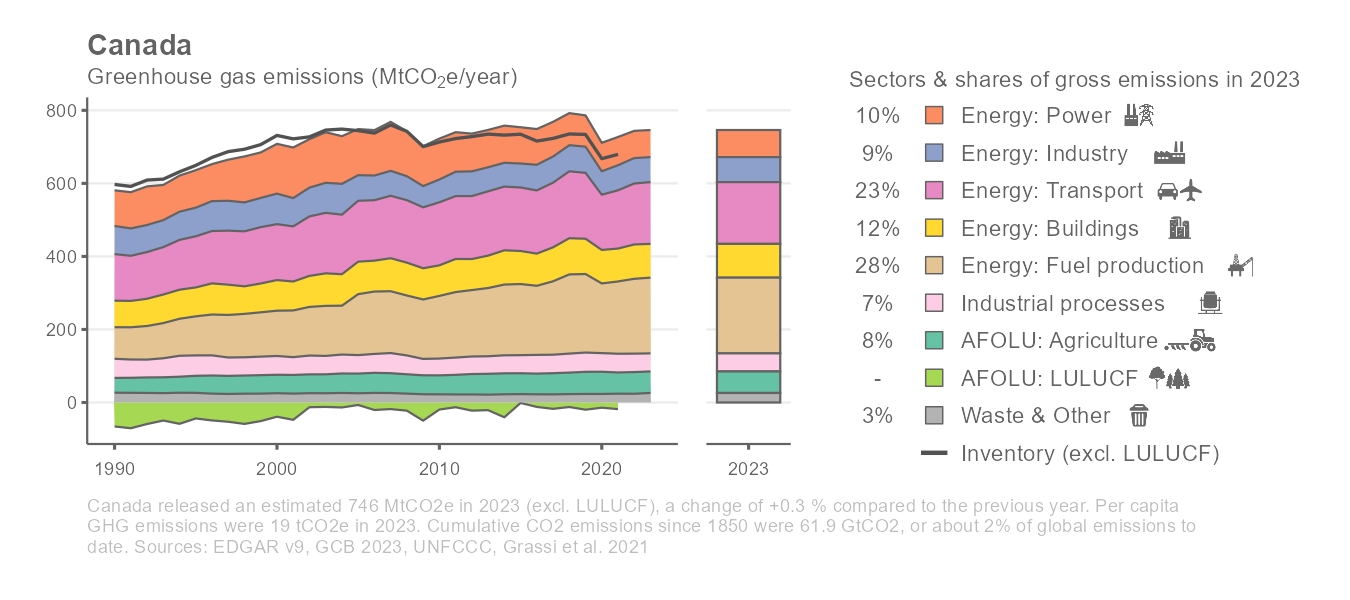 Canada
Greenhouse gas emissions (MtCO₂e/year)
800
600
400
200
0
1990
2000
2010
2020
2023
Sectors & shares of gross emissions in 2023
10% Energy: Power
9% Energy: Industry
23% Energy: Transport
12% Energy: Buildings
28% Energy: Fuel production
7% Industrial processes
8% AFOLU: Agriculture
- AFOLU: LULUCF
3% Waste & Other
Inventory (excl. LULUCF)
Canada released an estimated 746 MtCO2e in 2023 (excl. LULUCF), a change of +0.3 % compared to the previous year. Per capita
GHG emissions were 19 tCO2e in 2023. Cumulative CO2 emissions since 1850 were 61.9 GtCO2, or about 2% of global emissions to
date. Sources: EDGAR v9, GCB 2023, UNFCCC, Grassi et al. 2021